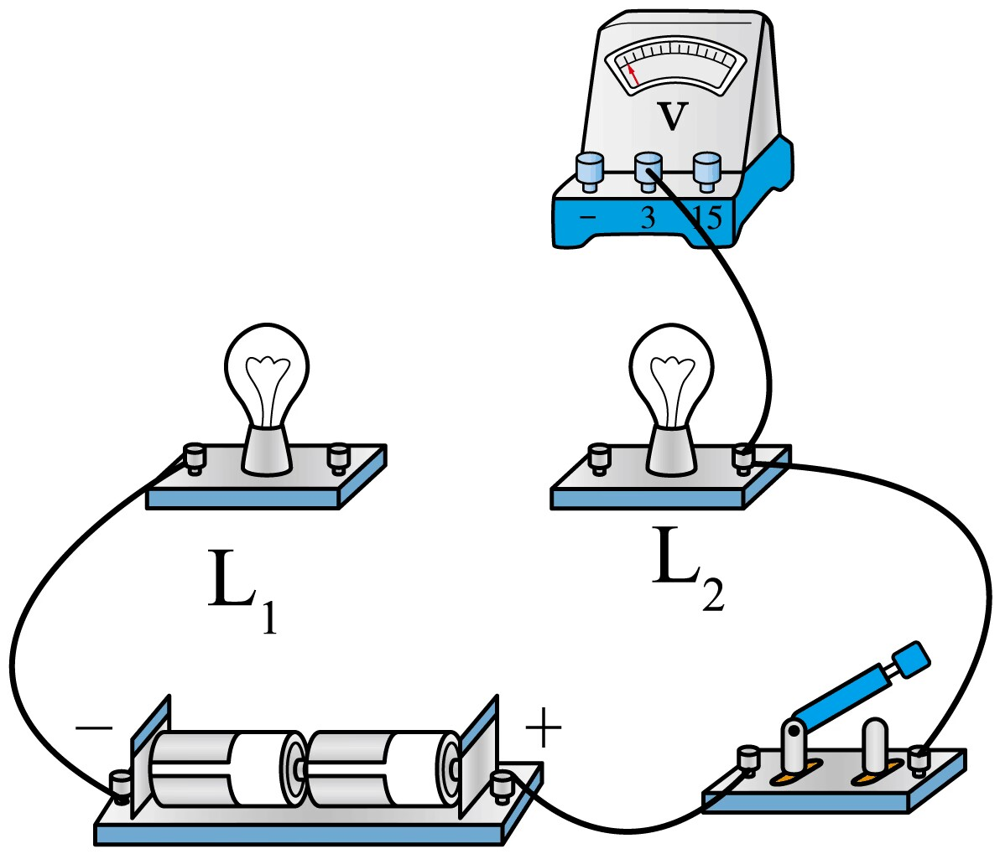 V
− 3 15
L₁
L₂
− +